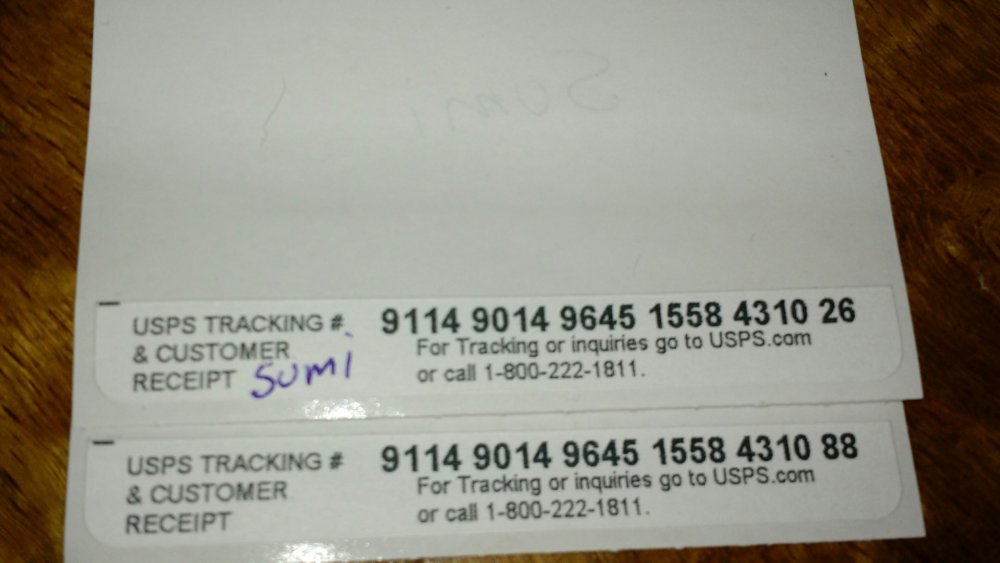 Sumi
USPS TRACKING # 9114 9014 9645 1558 4310 26
& CUSTOMER For Tracking or inquiries go to USPS.com
RECEIPT Sumi or call 1-800-222-1811.
USPS TRACKING # 9114 9014 9645 1558 4310 88
& CUSTOMER For Tracking or inquiries go to USPS.com
RECEIPT or call 1-800-222-1811.